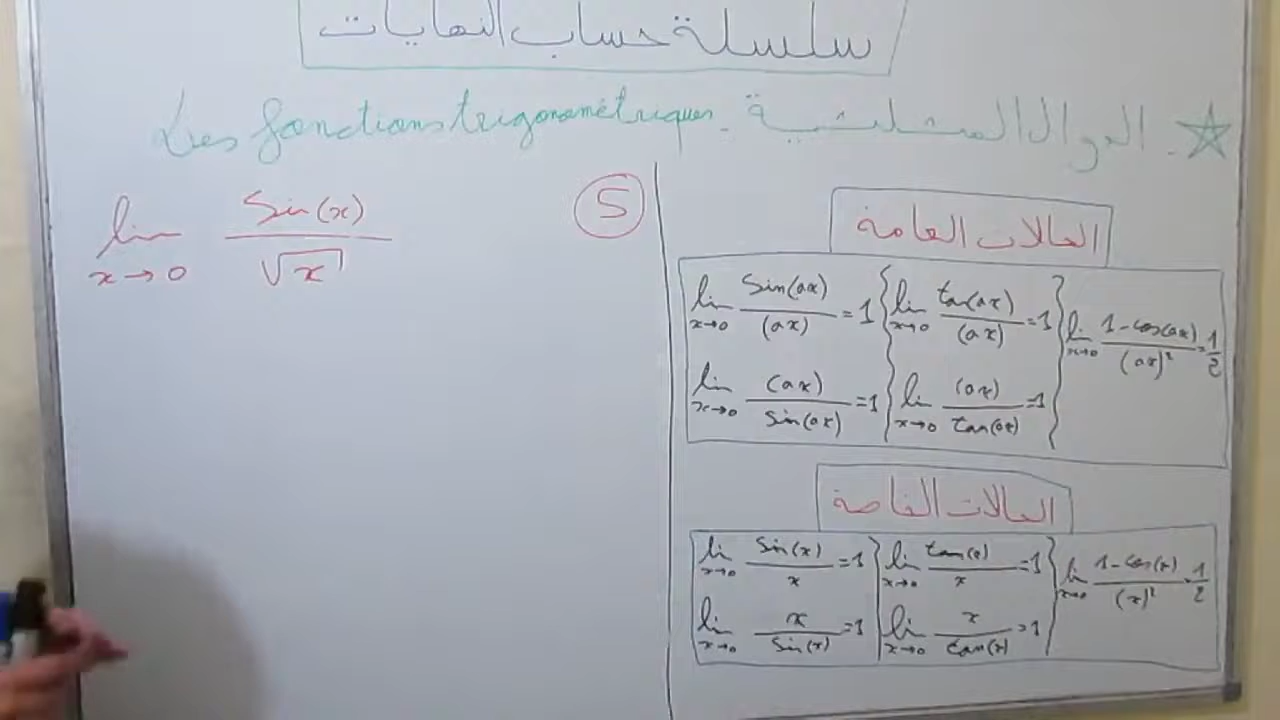 سلسلة حساب النهايات
Les fonctions trigonométriques. الدوال المثلثية.
lim x→0 Sin(x) / √x
5
الحالات العامة
lim x→0 Sin(ax) / (ax) = 1 lim x→0 tan(ax) / (ax) = 1 lim x→0 1-cos(ax) / (ax)² = 1/2
lim x→0 (ax) / Sin(ax) = 1 lim x→0 (ax) / tan(ax) = 1
الحالات الخاصة
lim x→0 Sin(x) / x = 1 lim x→0 tan(x) / x = 1 lim x→0 1-cos(x) / (x)² = 1/2
lim x→0 x / Sin(x) = 1 lim x→0 x / tan(x) = 1